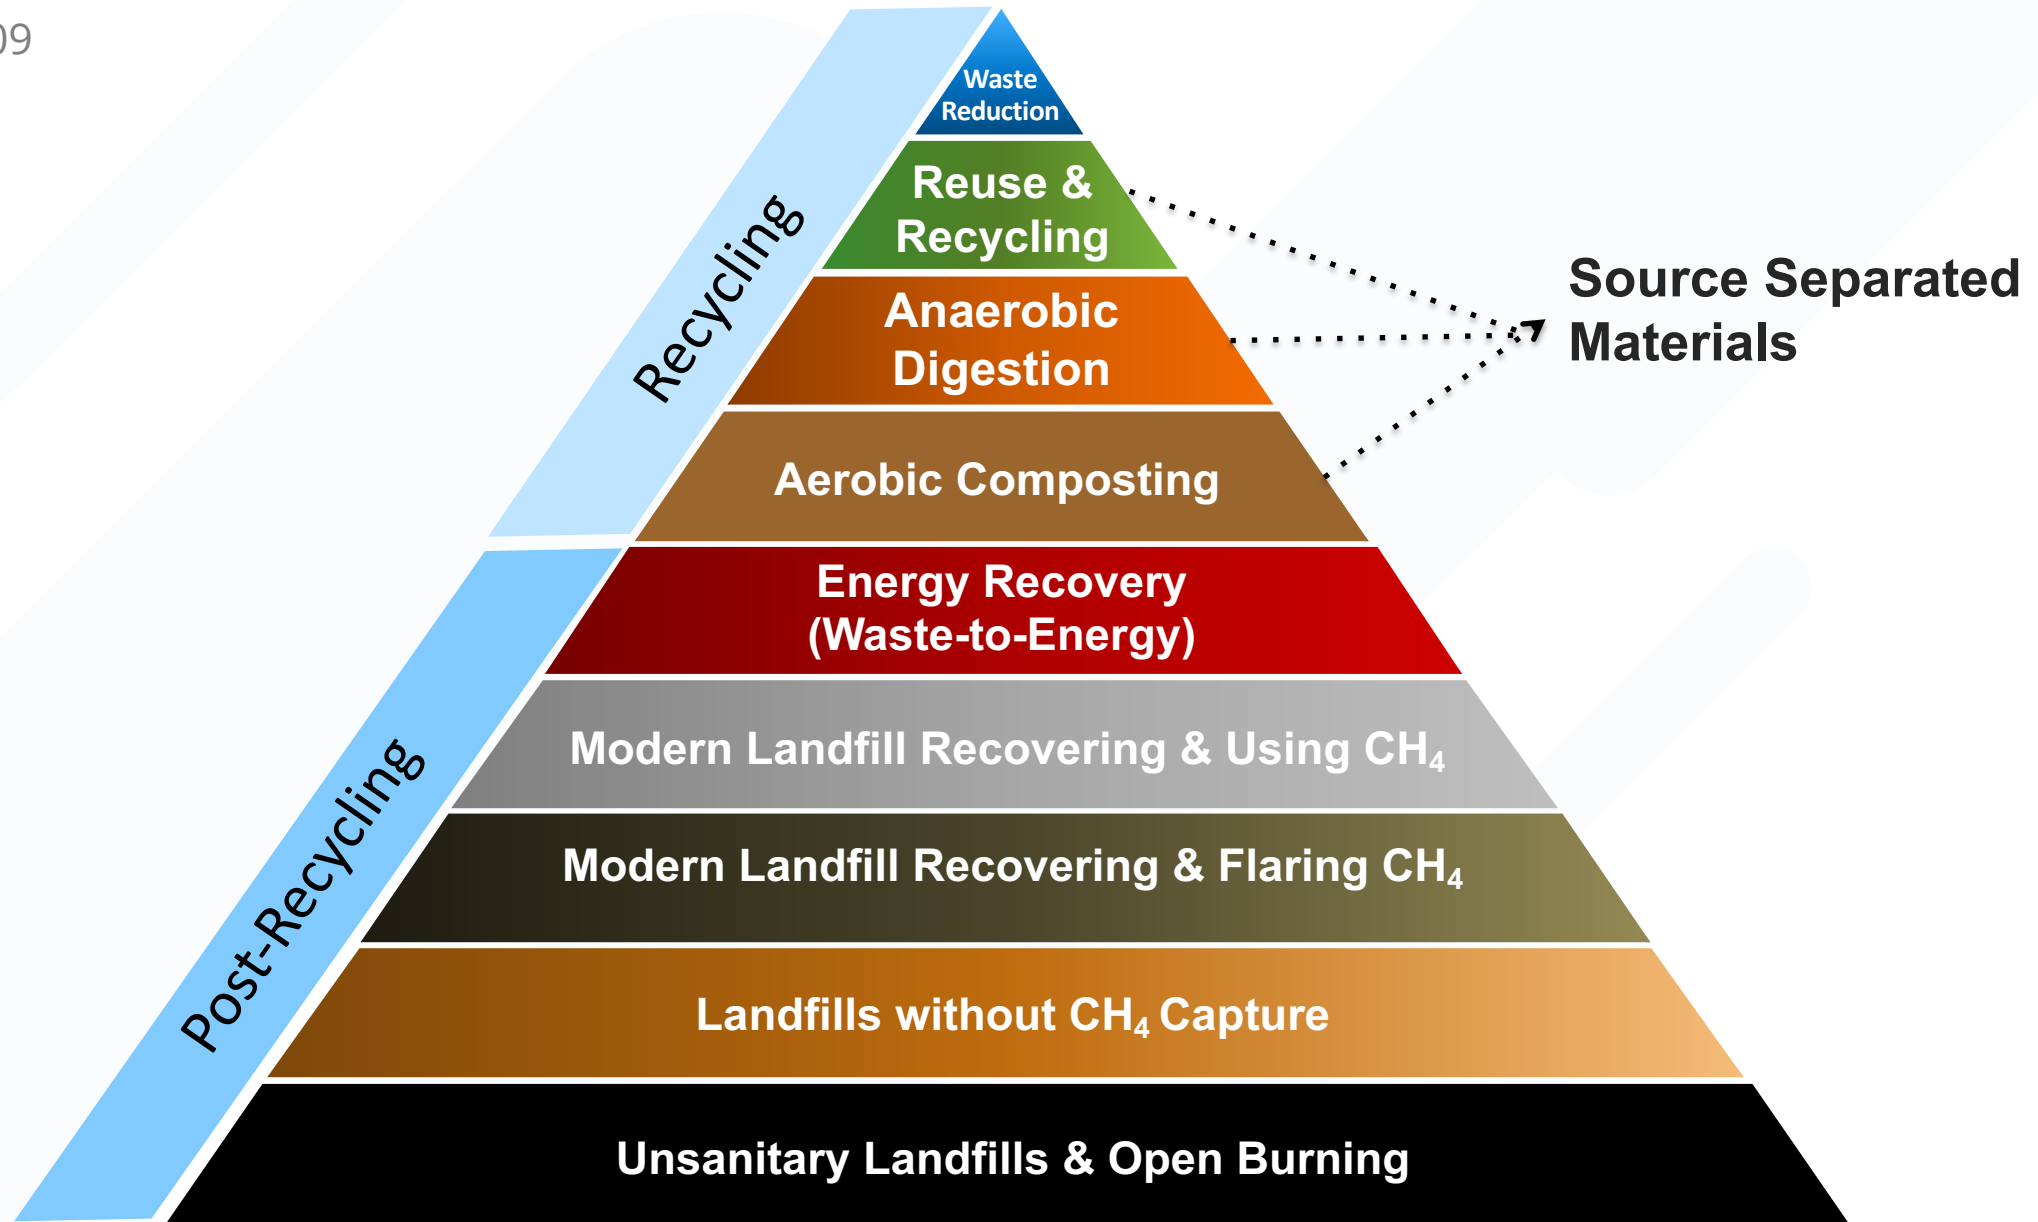 09
Waste
Reduction
Reuse &
Recycling
Anaerobic
Digestion
Aerobic Composting
Energy Recovery
(Waste-to-Energy)
Modern Landfill Recovering & Using CH₄
Modern Landfill Recovering & Flaring CH₄
Landfills without CH₄ Capture
Unsanitary Landfills & Open Burning
Recycling
Post-Recycling
Source Separated
Materials